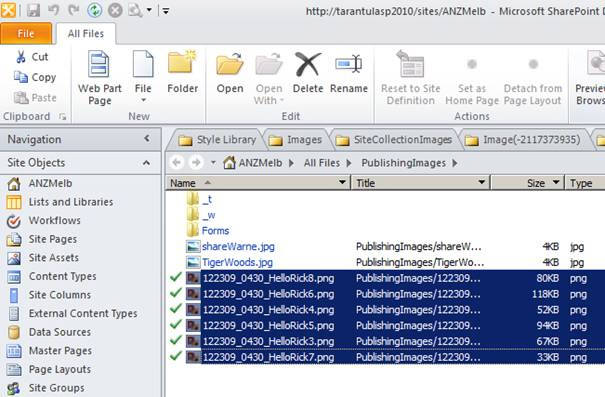 http://tarantulasp2010/sites/ANZMelb - Microsoft SharePoint D
File
All Files
Cut
Copy
Paste
Clipboard
Web Part Page
File
Folder
New
Open
Open With
Delete
Rename
Edit
Reset to Site Definition
Set as Home Page
Detach from Page Layout
Actions
Preview
Brows
Navigation
Style Library
Images
SiteCollectionImages
Image(-2117373935)
Site Objects
ANZMelb
All Files
PublishingImages
Name
Title
Size
Type
ANZMelb
Lists and Libraries
Workflows
Site Pages
Site Assets
Content Types
Site Columns
External Content Types
Data Sources
Master Pages
Page Layouts
Site Groups
_t
_w
Forms
shareWarne.jpg PublishingImages/shareW... 4KB jpg
TigerWoods.jpg PublishingImages/TigerWo... 4KB jpg
122309_0430_HelloRick8.png PublishingImages/122309... 80KB png
122309_0430_HelloRick6.png PublishingImages/122309... 118KB png
122309_0430_HelloRick4.png PublishingImages/122309... 52KB png
122309_0430_HelloRick5.png PublishingImages/122309... 94KB png
122309_0430_HelloRick3.png PublishingImages/122309... 67KB png
122309_0430_HelloRick7.png PublishingImages/122309... 33KB png